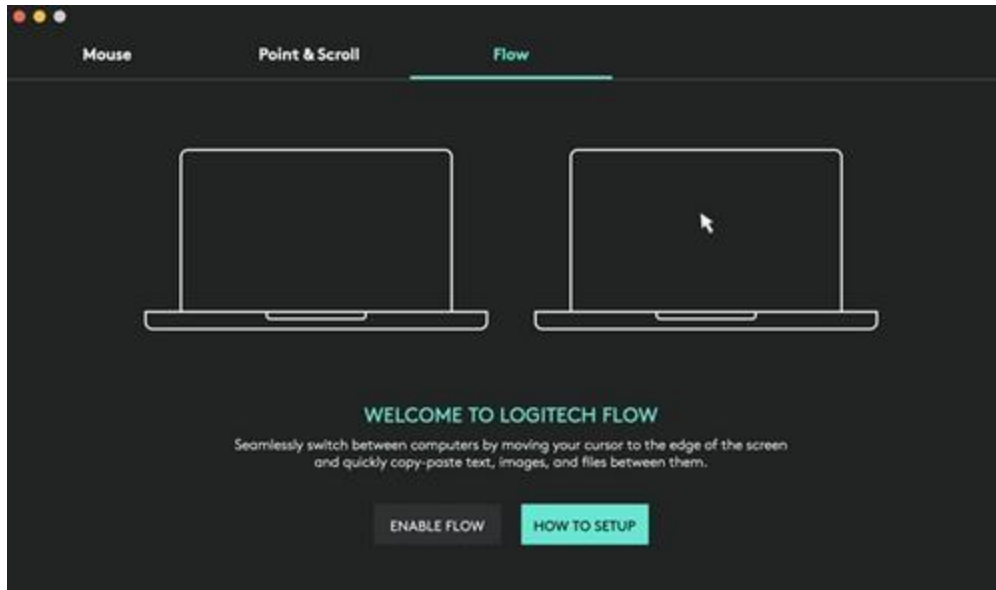 Mouse Point & Scroll Flow
WELCOME TO LOGITECH FLOW
Seamlessly switch between computers by moving your cursor to the edge of the screen
and quickly copy-paste text, images, and files between them.
ENABLE FLOW HOW TO SETUP